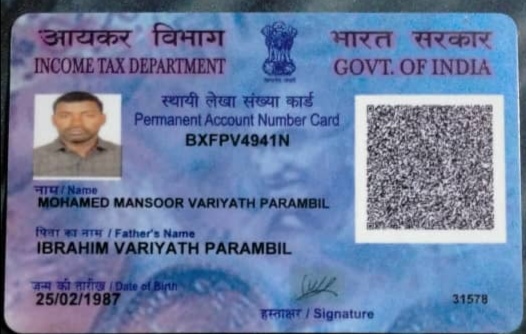 आयकर विभाग
INCOME TAX DEPARTMENT
भारत सरकार
GOVT. OF INDIA
स्थायी लेखा संख्या कार्ड
Permanent Account Number Card
BXFPV4941N
नाम / Name
MOHAMED MANSOOR VARIYATH PARAMBIL
पिता का नाम / Father's Name
IBRAHIM VARIYATH PARAMBIL
जन्म की तारीख / Date of Birth
25/02/1987
हस्ताक्षर / Signature
31578